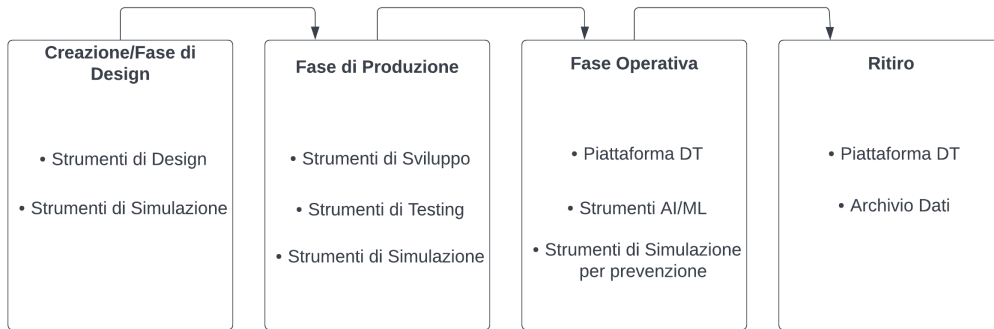 Creazione/Fase di
Design
• Strumenti di Design
• Strumenti di Simulazione
Fase di Produzione
• Strumenti di Sviluppo
• Strumenti di Testing
• Strumenti di Simulazione
Fase Operativa
• Piattaforma DT
• Strumenti AI/ML
• Strumenti di Simulazione
per prevenzione
Ritiro
• Piattaforma DT
• Archivio Dati